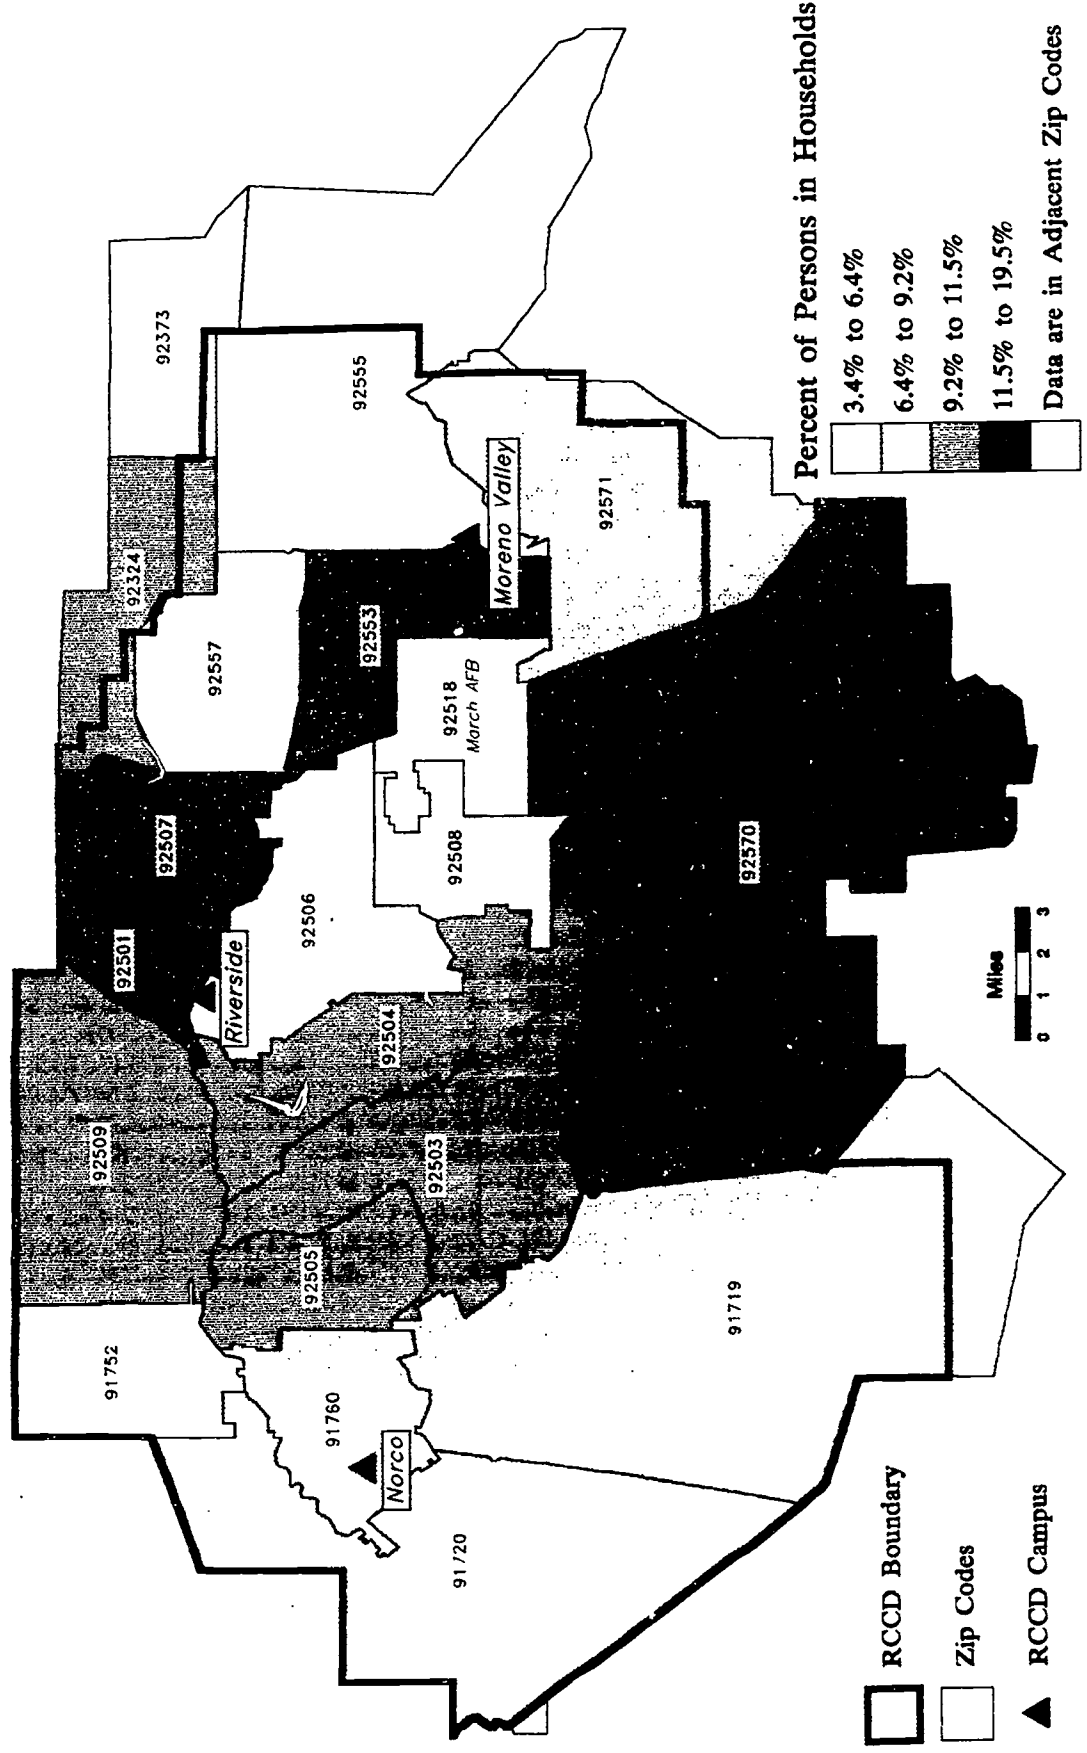 92373
92324
92555
92557
92553
Moreno Valley
92571
92518
March AFB
92507
92501
92508
92506
Riverside
92570
92509
92504
92503
92505
91752
91760
Norco
91719
91720
Percent of Persons in Households
3.4% to 6.4%
6.4% to 9.2%
9.2% to 11.5%
11.5% to 19.5%
Data are in Adjacent Zip Codes
Miles
0 1 2 3
RCCD Boundary
Zip Codes
RCCD Campus